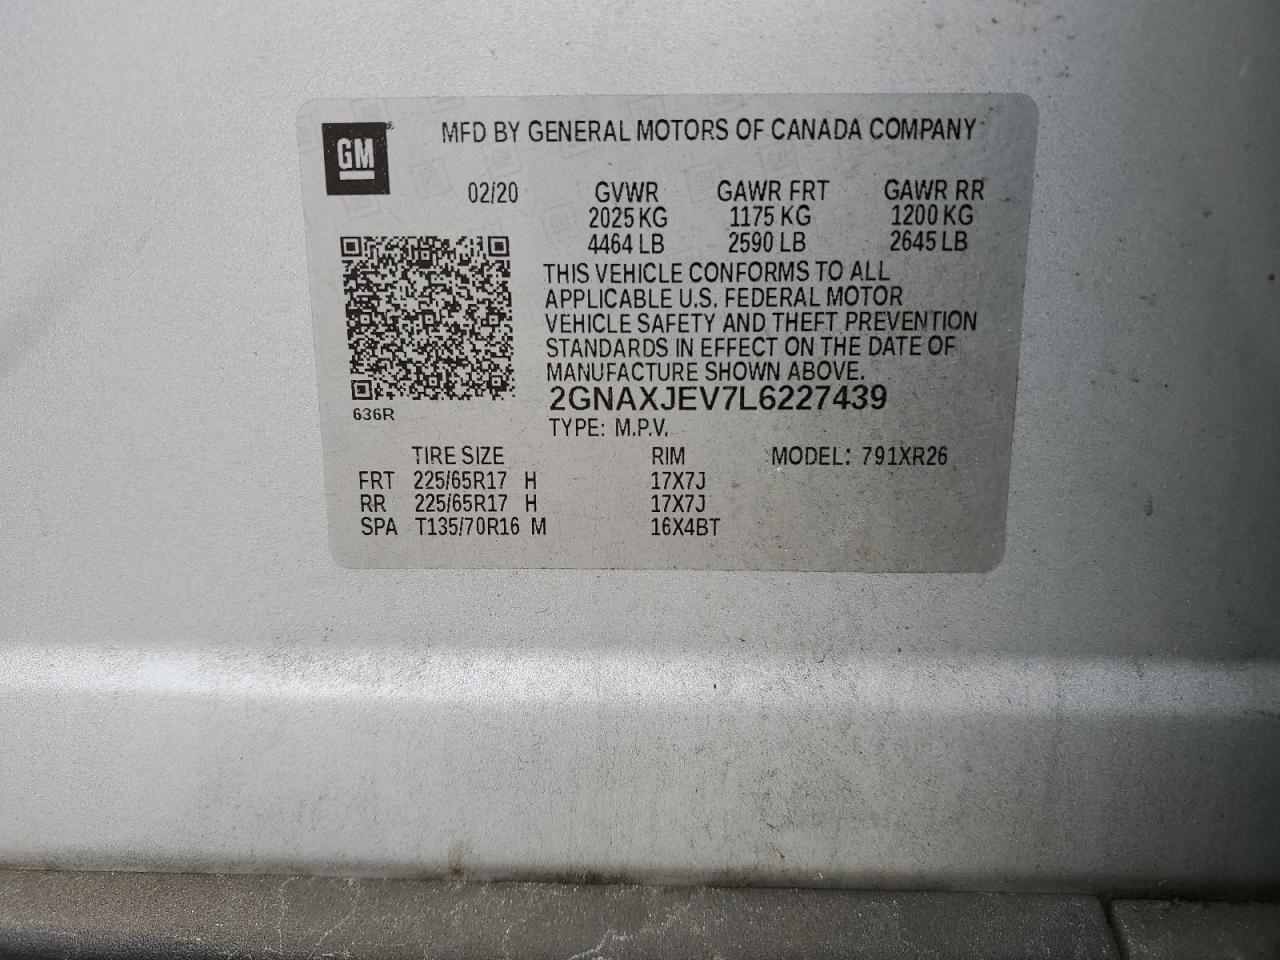 GM
MFD BY GENERAL MOTORS OF CANADA COMPANY
02/20 GVWR GAWR FRT GAWR RR
2025 KG 1175 KG 1200 KG
4464 LB 2590 LB 2645 LB
THIS VEHICLE CONFORMS TO ALL
APPLICABLE U.S. FEDERAL MOTOR
VEHICLE SAFETY AND THEFT PREVENTION
STANDARDS IN EFFECT ON THE DATE OF
MANUFACTURE SHOWN ABOVE.
2GNAXJEV7L6227439
636R
TYPE: M.P.V.
TIRE SIZE RIM MODEL: 791XR26
FRT 225/65R17 H 17X7J
RR 225/65R17 H 17X7J
SPA T135/70R16 M 16X4BT